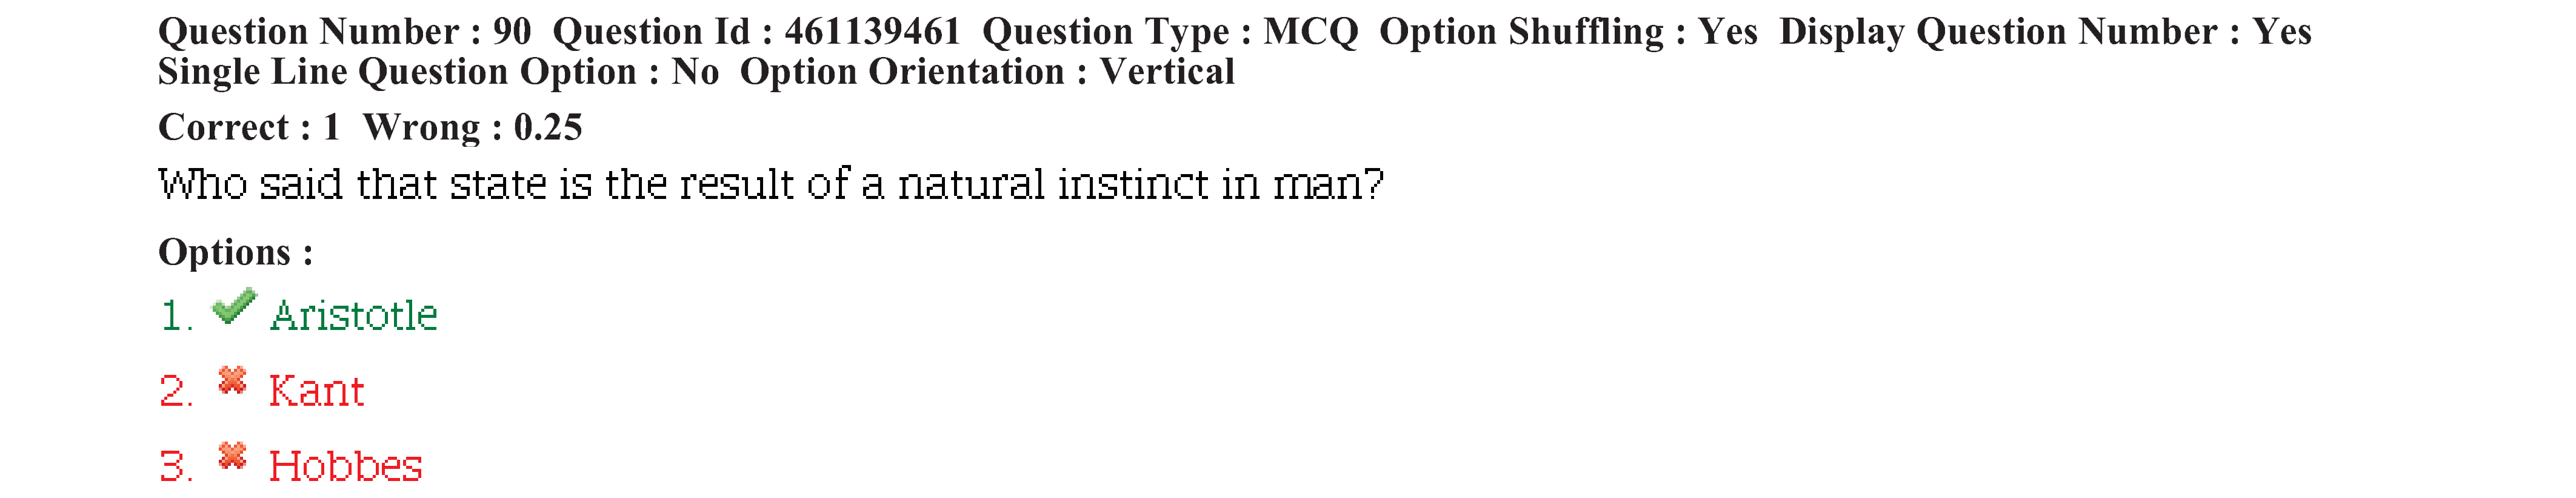 Question Number : 90 Question Id : 461139461 Question Type : MCQ Option Shuffling : Yes Display Question Number : Yes
Single Line Question Option : No Option Orientation : Vertical
Correct : 1 Wrong : 0.25
Who said that state is the result of a natural instinct in man?
Options :
1. Aristotle
2. Kant
3. Hobbes